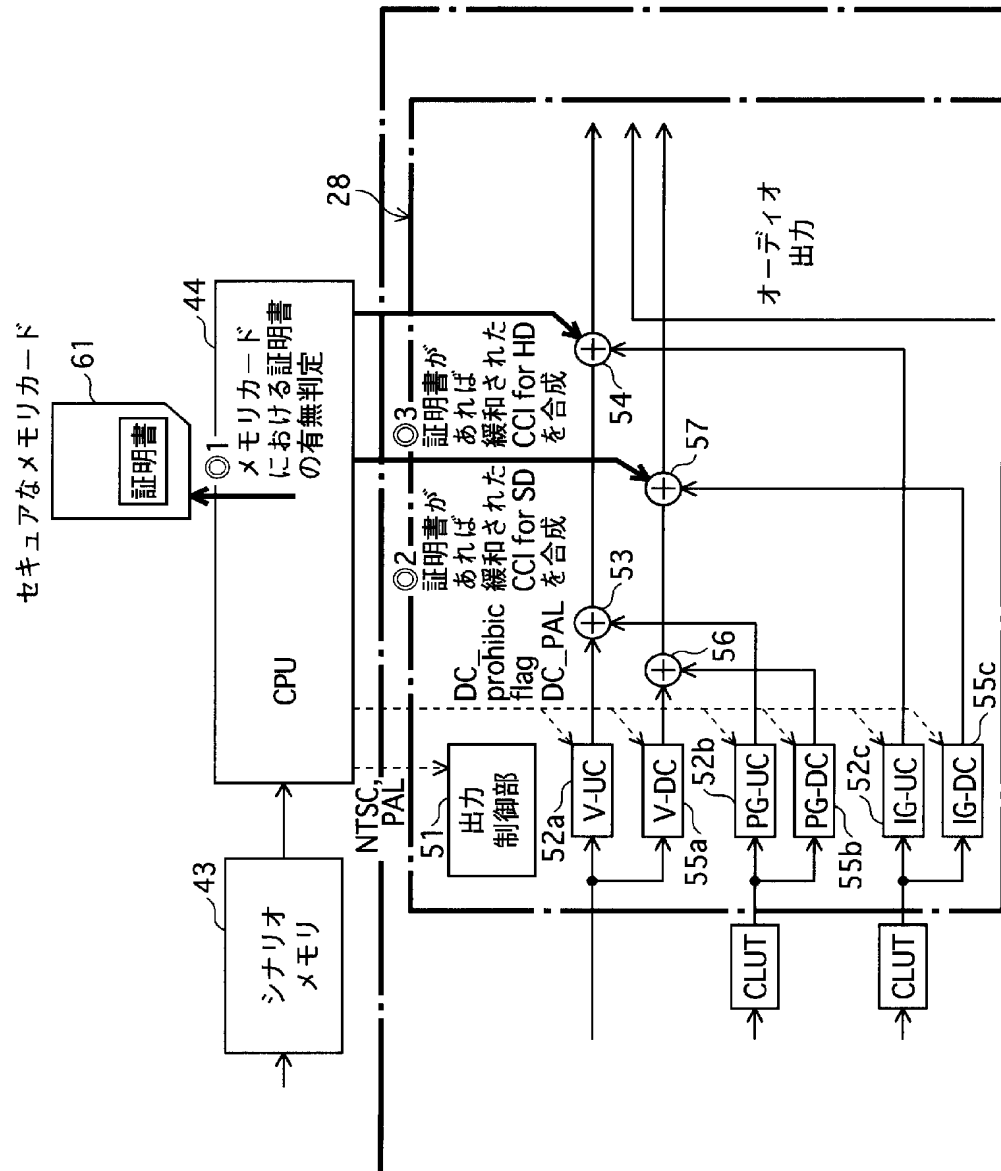 セキュアなメモリカード
61
証明書
43
シナリオ
メモリ
44
CPU
◎1
メモリカード
における証明書
の有無判定
NTSC,
PAL
28
51
出力
制御部
DC_
prohibic
flag
DC_PAL
◎2
証明書が
あれば
緩和された
CCI for SD
を合成
◎3
証明書が
あれば
緩和された
CCI for HD
を合成
52a
V-UC
V-DC
55a
52b
PG-UC
PG-DC
55b
52c
IG-UC
IG-DC
55c
53
56
57
54
CLUT
CLUT
オーディオ
出力